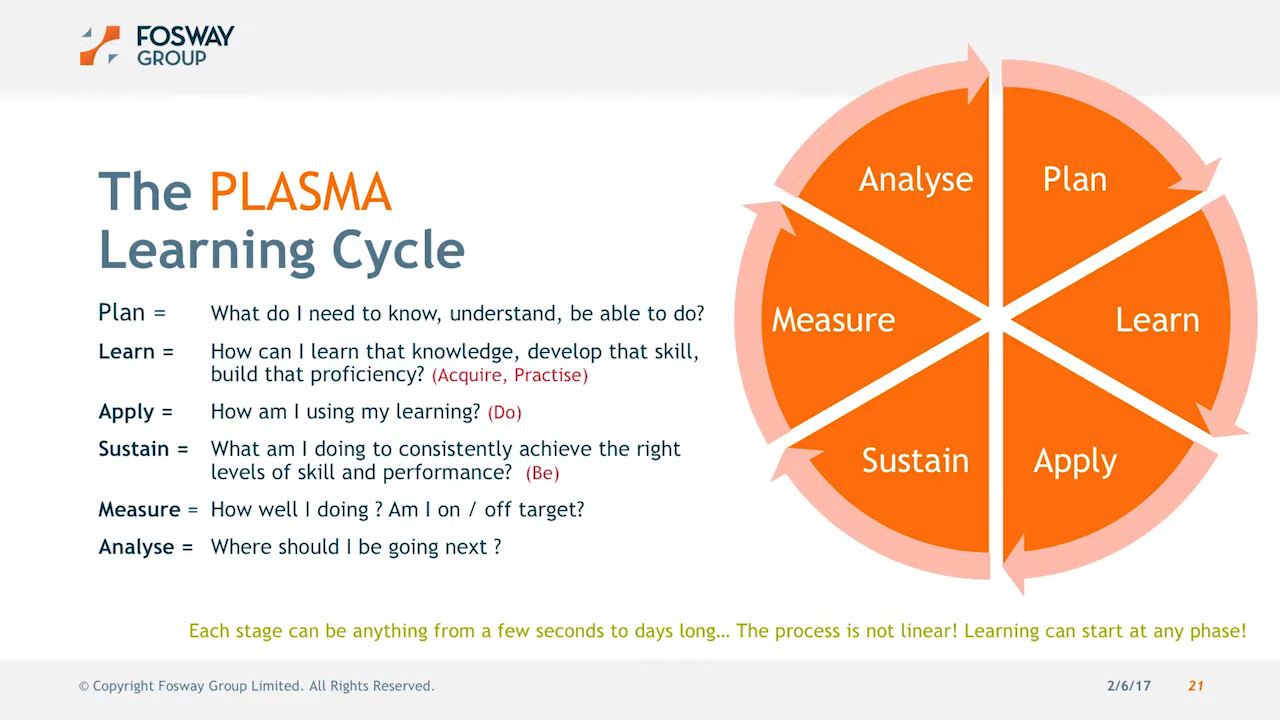 FOSWAY
GROUP
The PLASMA
Learning Cycle
Plan = What do I need to know, understand, be able to do?
Learn = How can I learn that knowledge, develop that skill,
build that proficiency? (Acquire, Practise)
Apply = How am I using my learning? (Do)
Sustain = What am I doing to consistently achieve the right
levels of skill and performance? (Be)
Measure = How well I doing ? Am I on / off target?
Analyse = Where should I be going next ?
Analyse
Plan
Measure
Learn
Sustain
Apply
Each stage can be anything from a few seconds to days long… The process is not linear! Learning can start at any phase!
© Copyright Fosway Group Limited. All Rights Reserved.
2/6/17
21